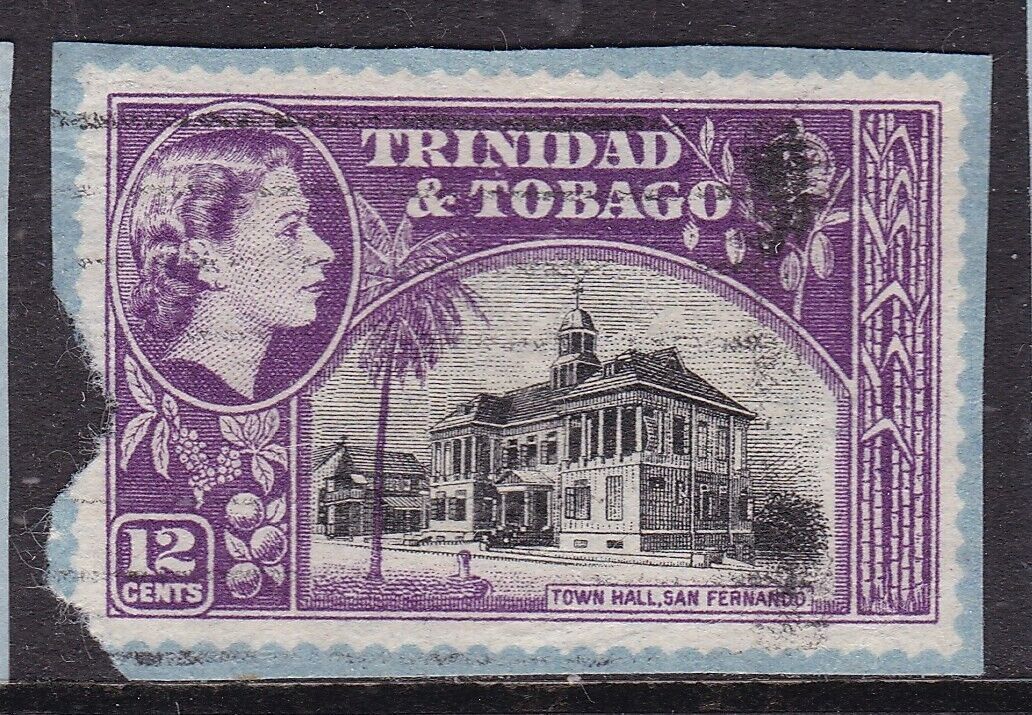 TRINIDAD
& TOBAGO
12
CENTS
TOWN HALL, SAN FERNANDO